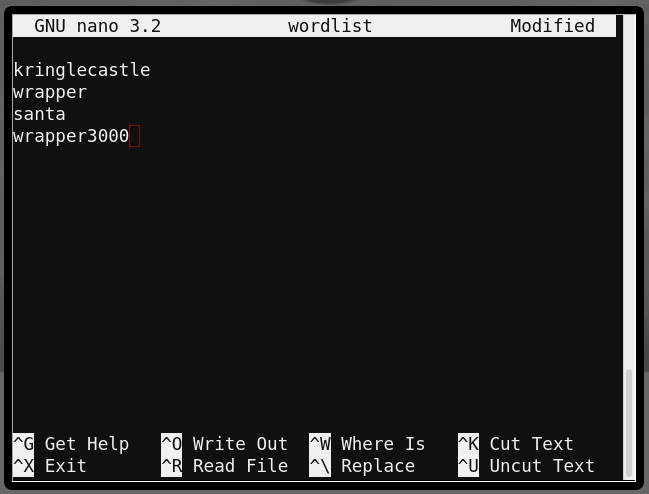 GNU nano 3.2 wordlist Modified
kringlecastle
wrapper
santa
wrapper3000
^G Get Help ^O Write Out ^W Where Is ^K Cut Text
^X Exit ^R Read File ^\ Replace ^U Uncut Text